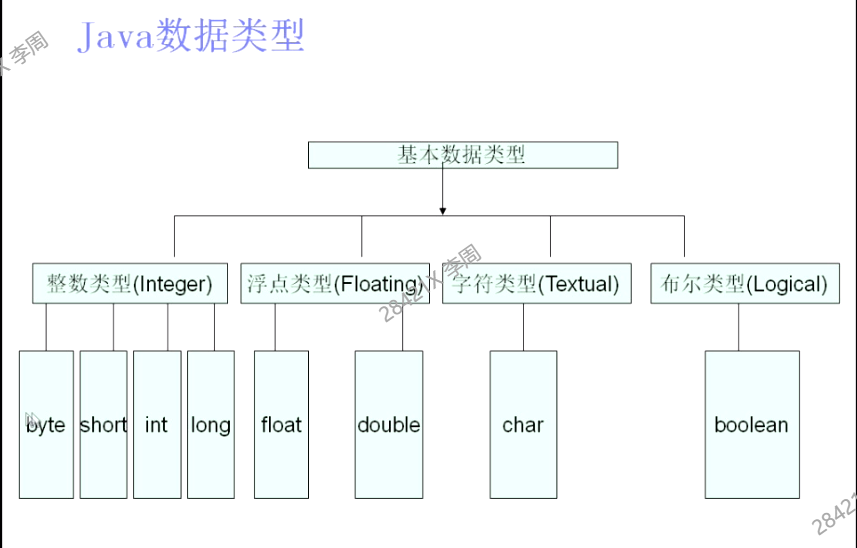 Java数据类型
基本数据类型
整数类型(Integer)
浮点类型(Floating)
字符类型(Textual)
布尔类型(Logical)
byte
short
int
long
float
double
char
boolean
X 李周
28421X 李周
2842